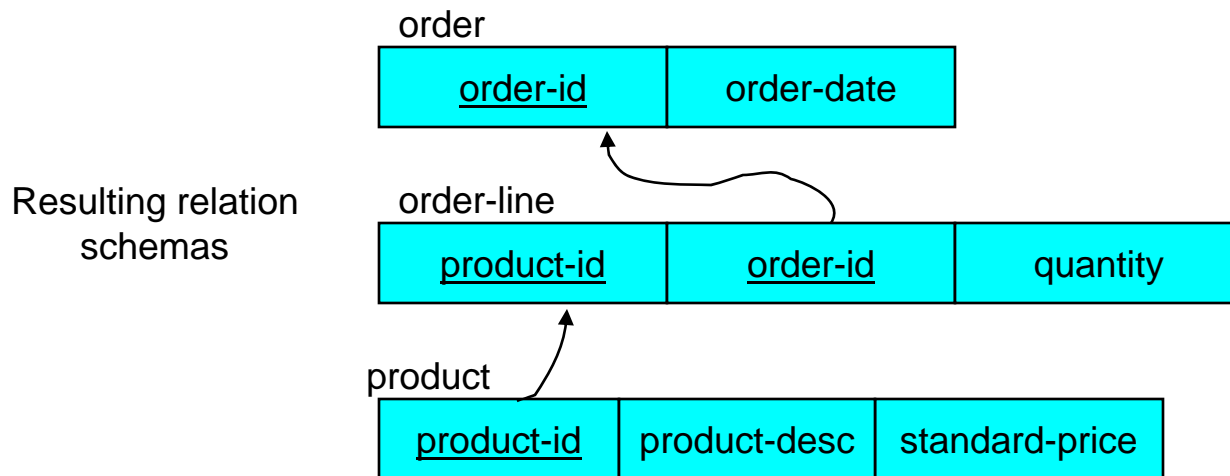 order
order-id order-date
Resulting relation
schemas
order-line
product-id order-id quantity
product
product-id product-desc standard-price